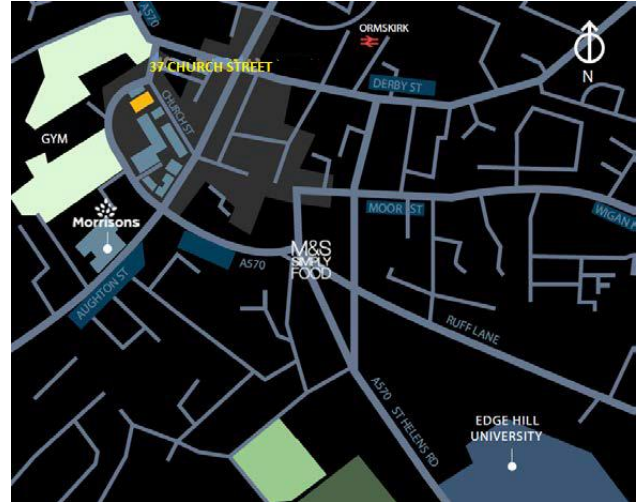 A570
ORMSKIRK
37 CHURCH STREET
N
DERBY ST
CHURCH ST
GYM
MOOR ST
WIGAN
Morrisons
M&S
SIMPLY
FOOD
A570
AUGHTON ST
RUFF LANE
A570 ST HELENS RD
EDGE HILL
UNIVERSITY